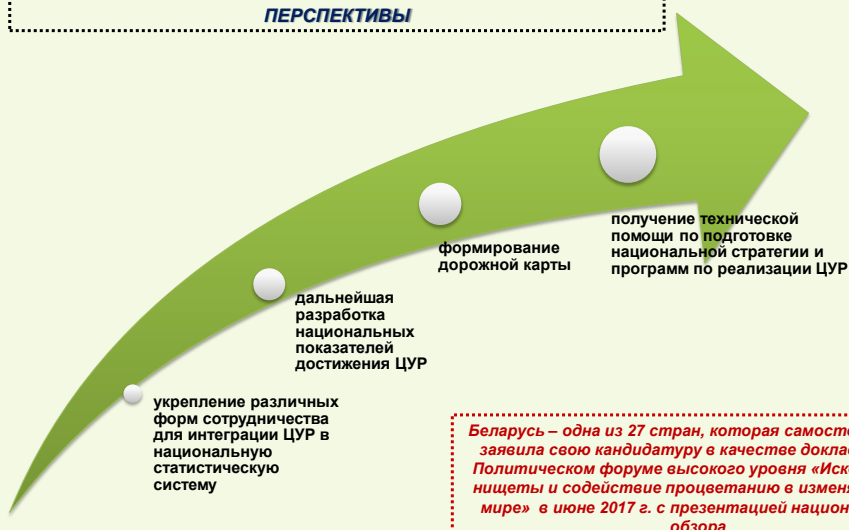 ПЕРСПЕКТИВЫ
получение технической
помощи по подготовке
национальной стратегии и
программ по реализации ЦУР
формирование
дорожной карты
дальнейшая
разработка
национальных
показателей
достижения ЦУР
укрепление различных
форм сотрудничества
для интеграции ЦУР в
национальную
статистическую
систему
Беларусь – одна из 27 стран, которая
заявила свою кандидатуру в качестве
Политическом форуме высокого уровня
нищеты и содействие процветанию в
мире» в июне 2017 г. с презентацией
обзора